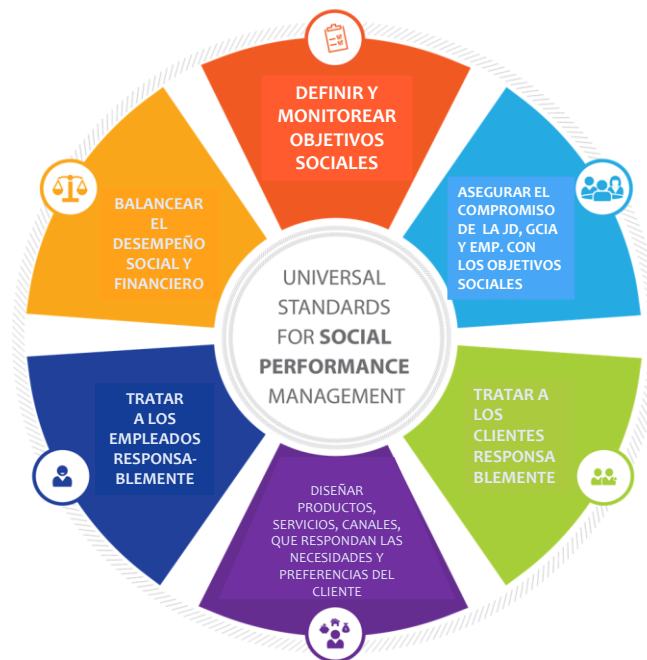 DEFINIR Y
MONITOREAR
OBJETIVOS
SOCIALES
ASEGURAR EL
COMPROMISO
DE LA JD, GCIA
Y EMP. CON
LOS OBJETIVOS
SOCIALES
TRATAR A
LOS
CLIENTES
RESPONSA
BLEMENTE
DISEÑAR
PRODUCTOS,
SERVICIOS, CANALES,
QUE RESPONDAN LAS
NECESIDADES Y
PREFERENCIAS DEL
CLIENTE
TRATAR
A LOS
EMPLEADOS
RESPONSA-
BLEMENTE
BALANCEAR
EL
DESEMPEÑO
SOCIAL Y
FINANCIERO
UNIVERSAL
STANDARDS
FOR SOCIAL
PERFORMANCE
MANAGEMENT